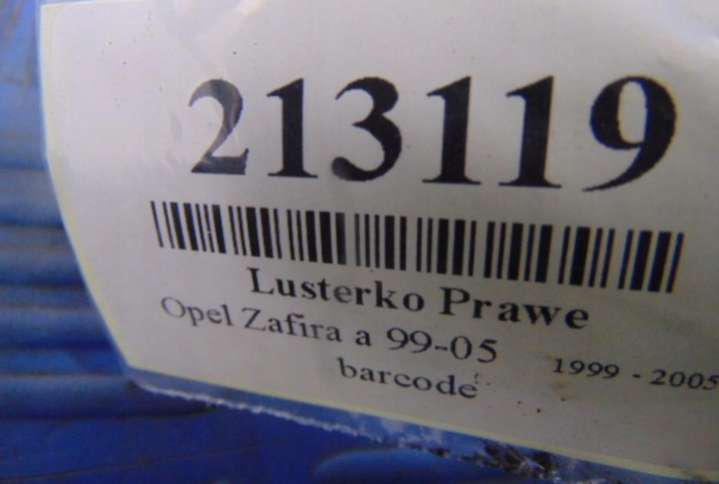 213119
Lusterko Prawe
Opel Zafira a 99-05 1999 - 2005
barcode